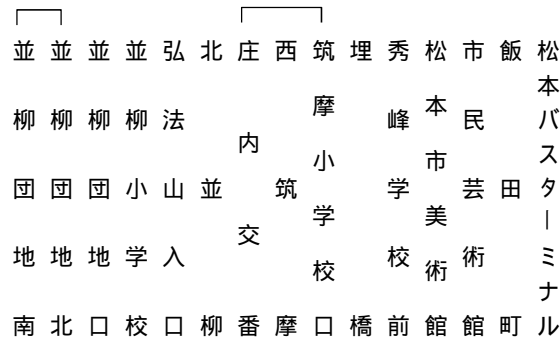 松本バスターミナル
飯田町
市民芸術館
松本市美術館
秀峰学校前
埋橋
筑摩小学校口
西筑摩
庄内交番
北並柳
弘法山入口
並柳小学校
並柳団地口
並柳団地北
並柳団地南